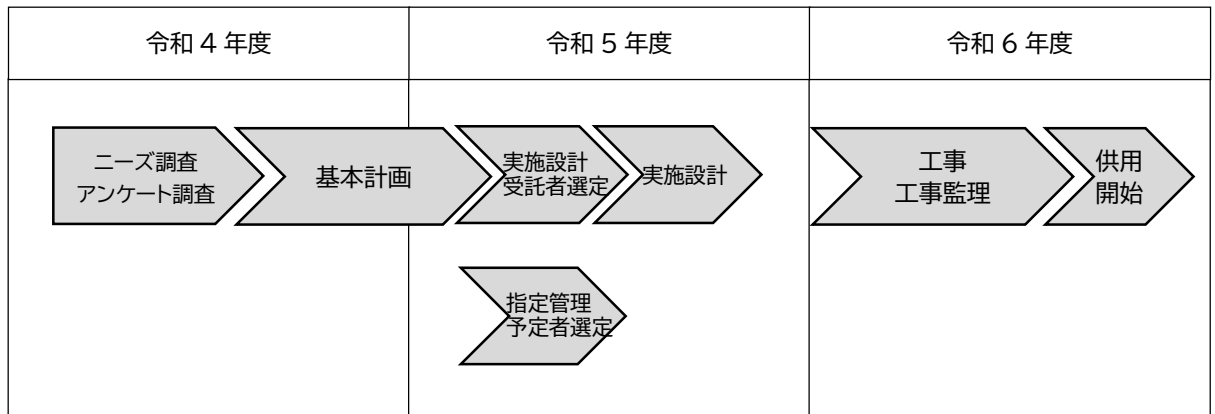 令和４年度
令和５年度
令和６年度
ニーズ調査
アンケート調査
基本計画
実施設計
受託者選定
実施設計
工事
工事監理
供用
開始
指定管理
予定者選定